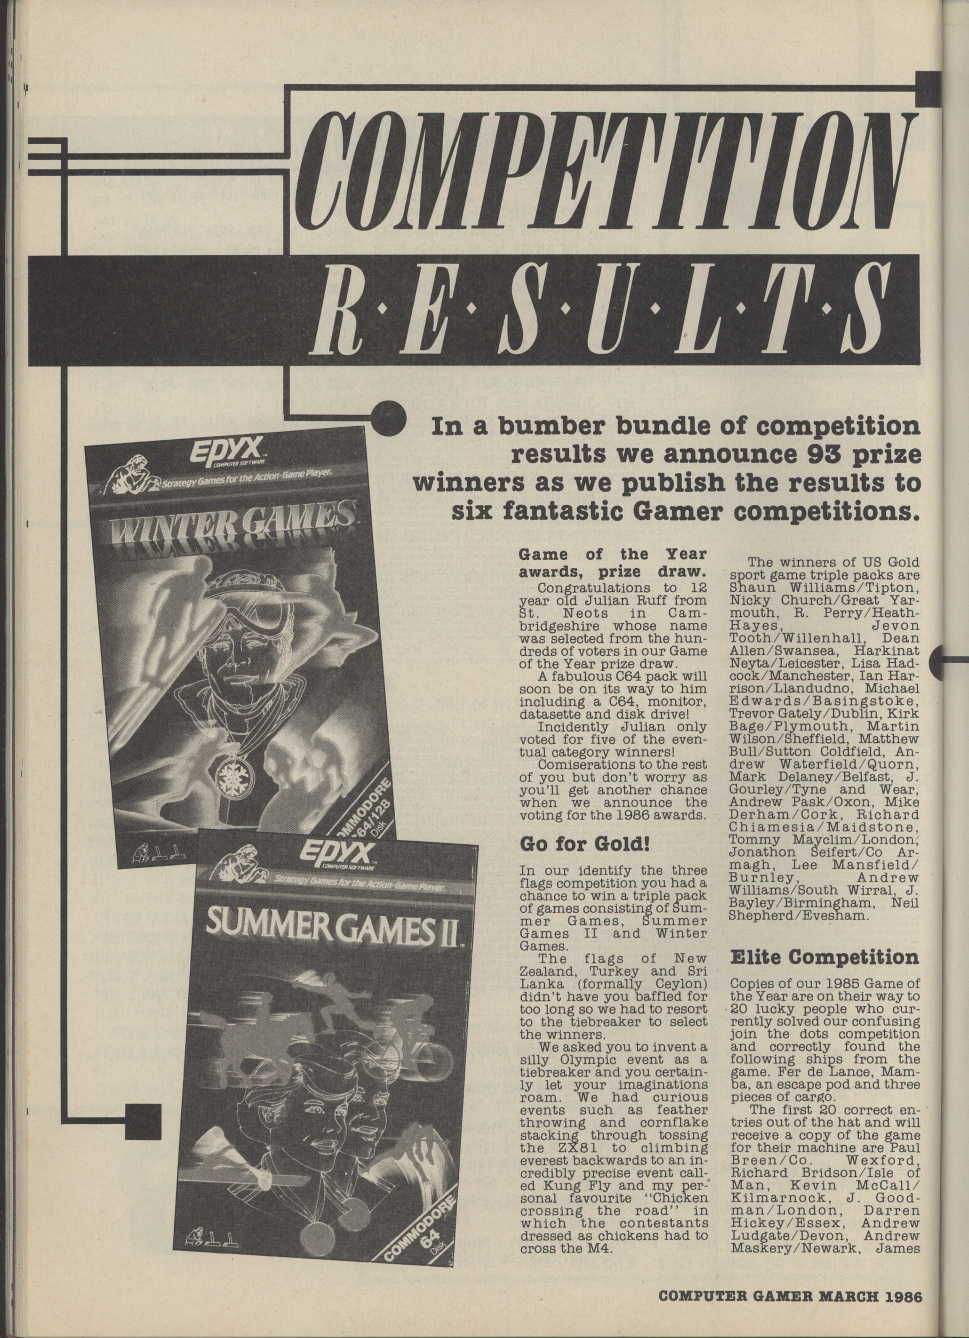 COMPETITION
R·E·S·U·L·T·S
In a bumber bundle of competition
results we announce 93 prize
winners as we publish the results to
six fantastic Gamer competitions.
EPYX
COMPUTER SOFTWARE
Strategy Games for the Action-Game Player.
WINTER GAMES
COMMODORE
64/128
Disk
EPYX
COMPUTER SOFTWARE
Strategy Games for the Action-Game Player.
SUMMER GAMES II
COMMODORE
64
Disk
Game of the Year
awards, prize draw.
Congratulations to 12
year old Julian Ruff from
St. Neots in Cam-
bridgeshire whose name
was selected from the hun-
dreds of voters in our Game
of the Year prize draw.
A fabulous C64 pack will
soon be on its way to him
including a C64, monitor,
datasette and disk drive!
Incidently Julian only
voted for five of the even-
tual category winners!
Comiserations to the rest
of you but don't worry as
you'll get another chance
when we announce the
voting for the 1986 awards.
Go for Gold!
In our identify the three
flags competition you had a
chance to win a triple pack
of games consisting of Sum-
mer Games, Summer
Games II and Winter
Games.
The flags of New
Zealand, Turkey and Sri
Lanka (formally Ceylon)
didn't have you baffled for
too long so we had to resort
to the tiebreaker to select
the winners.
We asked you to invent a
silly Olympic event as a
tiebreaker and you certain-
ly let your imaginations
roam. We had curious
events such as feather
throwing and cornflake
stacking through tossing
the ZX81 to climbing
everest backwards to an in-
credibly precise event call-
ed Kung Fly and my per-
sonal favourite "Chicken
crossing the road" in
which the contestants
dressed as chickens had to
cross the M4.
The winners of US Gold
sport game triple packs are
Shaun Williams/Tipton,
Nicky Church/Great Yar-
mouth, R. Perry/Heath-
Hayes, Jevon
Tooth/Willenhall, Dean
Allen/Swansea, Harkinat
Neyta/Leicester, Lisa Had-
cock/Manchester, Ian Har-
rison/Llandudno, Michael
Edwards/Basingstoke,
Trevor Gately/Dublin, Kirk
Bage/Plymouth, Martin
Wilson/Sheffield, Matthew
Bull/Sutton Coldfield, An-
drew Waterfield/Quorn,
Mark Delaney/Belfast, J.
Gourley/Tyne and Wear,
Andrew Pask/Oxon, Mike
Derham/Cork, Richard
Chiamesia/Maidstone,
Tommy Mayclim/London,
Jonathon Seifert/Co Ar-
magh, Lee Mansfield/
Burnley, Andrew
Williams/South Wirral, J.
Bayley/Birmingham, Neil
Shepherd/Evesham.
Elite Competition
Copies of our 1985 Game of
the Year are on their way to
20 lucky people who cur-
rently solved our confusing
join the dots competition
and correctly found the
following ships from the
game. Fer de Lance, Mam-
ba, an escape pod and three
pieces of cargo.
The first 20 correct en-
tries out of the hat and will
receive a copy of the game
for their machine are Paul
Breen/Co. Wexford,
Richard Bridson/Isle of
Man, Kevin McCall/
Kilmarnock, J. Good-
man/London, Darren
Hickey/Essex, Andrew
Ludgate/Devon, Andrew
Maskery/Newark, James
COMPUTER GAMER MARCH 1986